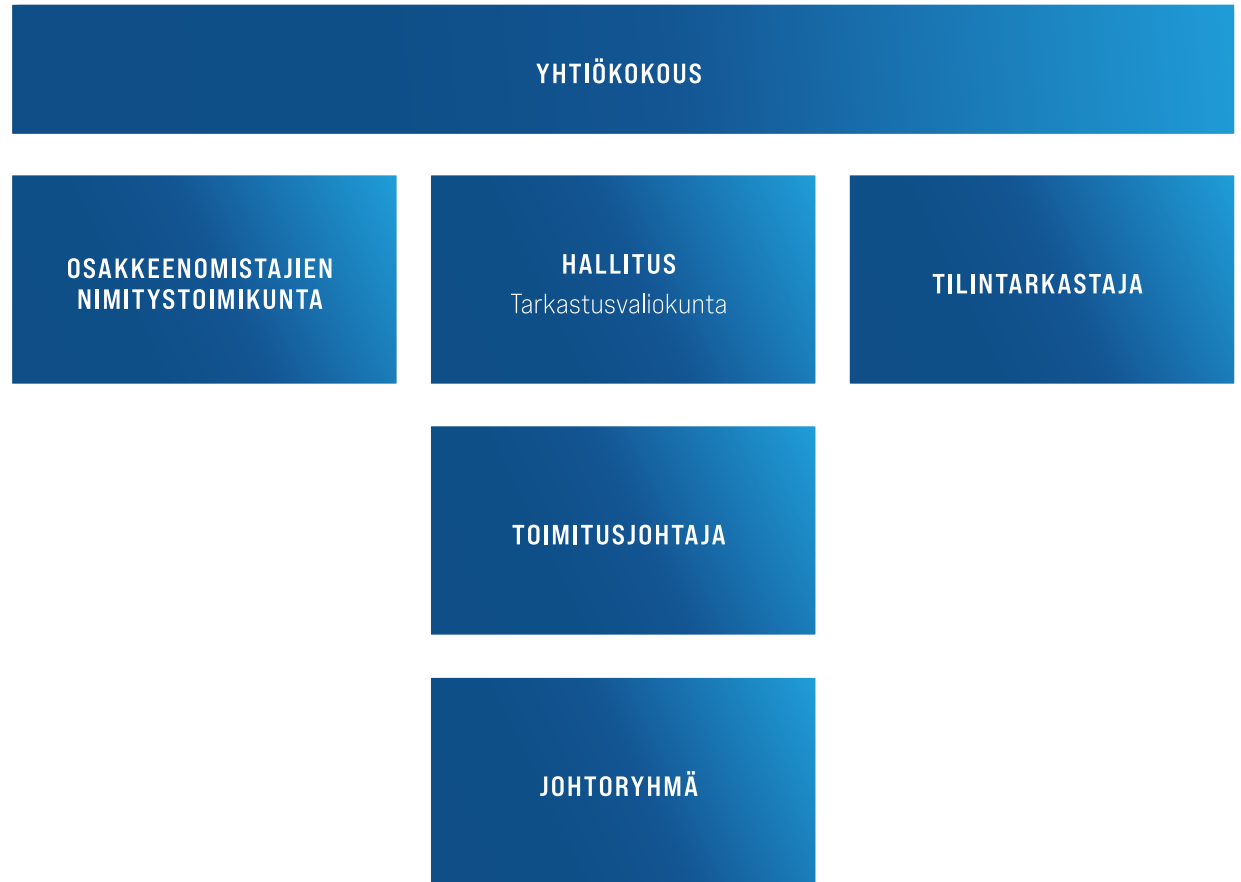 YHTIÖKOKOUS
OSAKKEENOMISTAJIEN
NIMITYSTOIMIKUNTA
HALLITUS
Tarkastusvaliokunta
TILINTARKASTAJA
TOIMITUSJOHTAJA
JOHTORYHMÄ